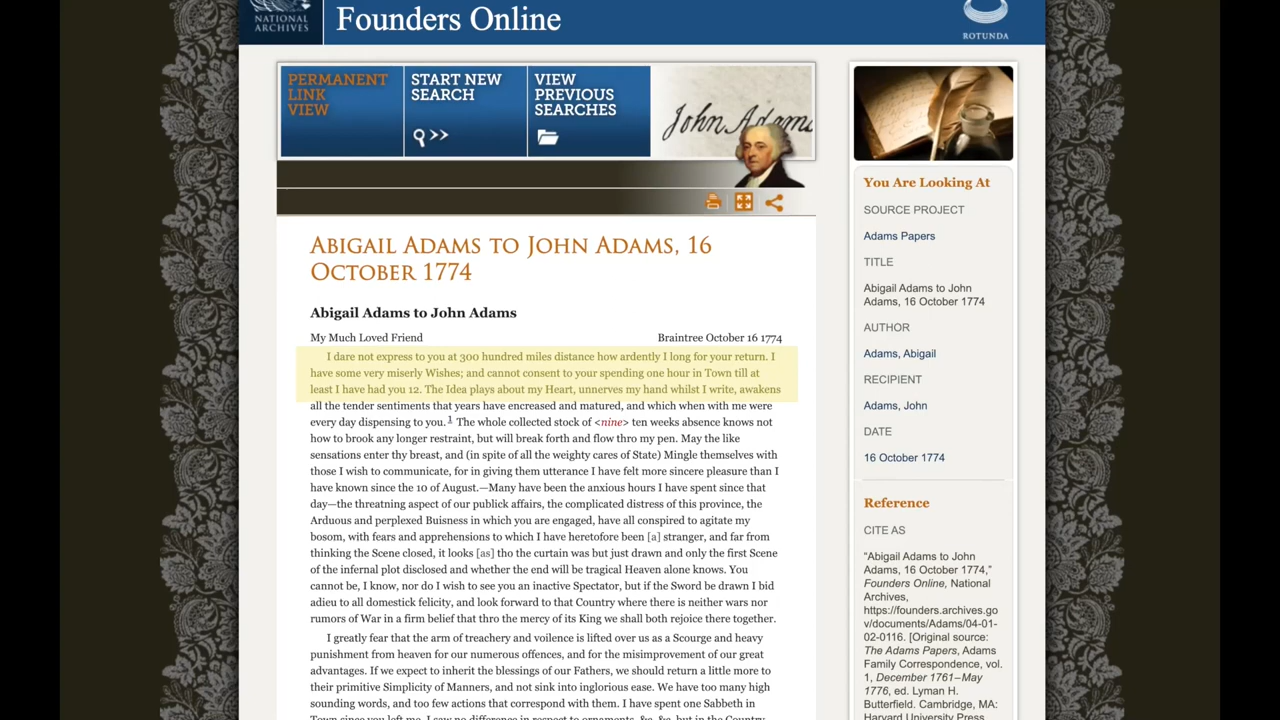 NATIONAL
ARCHIVES
Founders Online
ROTUNDA
PERMANENT
LINK
VIEW
START NEW
SEARCH
>>
VIEW
PREVIOUS
SEARCHES
John Adams
ABIGAIL ADAMS TO JOHN ADAMS, 16
OCTOBER 1774
Abigail Adams to John Adams
My Much Loved Friend Braintree October 16 1774
I dare not express to you at 300 hundred miles distance how ardently I long for your return. I
have some very miserly Wishes; and cannot consent to your spending one hour in Town till at
least I have had you 12. The Idea plays about my Heart, unnerves my hand whilst I write, awakens
all the tender sentiments that years have encreased and matured, and which when with me were
every day dispensing to you.1 The whole collected stock of <nine> ten weeks absence knows not
how to brook any longer restraint, but will break forth and flow thro my pen. May the like
sensations enter thy breast, and (in spite of all the weighty cares of State) Mingle themselves with
those I wish to communicate, for in giving them utterance I have felt more sincere pleasure than I
have known since the 10 of August.—Many have been the anxious hours I have spent since that
day—the threatning aspect of our publick affairs, the complicated distress of this province, the
Arduous and perplexed Buisness in which you are engaged, have all conspired to agitate my
bosom, with fears and apprehensions to which I have heretofore been [a] stranger, and far from
thinking the Scene closed, it looks [as] tho the curtain was but just drawn and only the first Scene
of the infernal plot disclosed and whether the end will be tragical Heaven alone knows. You
cannot be, I know, nor do I wish to see you an inactive Spectator, but if the Sword be drawn I bid
adieu to all domestick felicity, and look forward to that Country where there is neither wars nor
rumors of War in a firm belief that thro the mercy of its King we shall both rejoice there together.
I greatly fear that the arm of treachery and voilence is lifted over us as a Scourge and heavy
punishment from heaven for our numerous offences, and for the misimprovement of our great
advantages. If we expect to inherit the blessings of our Fathers, we should return a little more to
their primitive Simplicity of Manners, and not sink into inglorious ease. We have too many high
sounding words, and too few actions that correspond with them. I have spent one Sabbeth in
Town since you left me. I saw no difference in respect to ornaments, &c. &c. but in the Country
You Are Looking At
SOURCE PROJECT
Adams Papers
TITLE
Abigail Adams to John
Adams, 16 October 1774
AUTHOR
Adams, Abigail
RECIPIENT
Adams, John
DATE
16 October 1774
Reference
CITE AS
“Abigail Adams to John
Adams, 16 October 1774,”
Founders Online, National
Archives,
https://founders.archives.go
v/documents/Adams/04-01-
02-0116. [Original source:
The Adams Papers, Adams
Family Correspondence, vol.
1, December 1761–May
1776, ed. Lyman H.
Butterfield. Cambridge, MA:
Harvard University Press